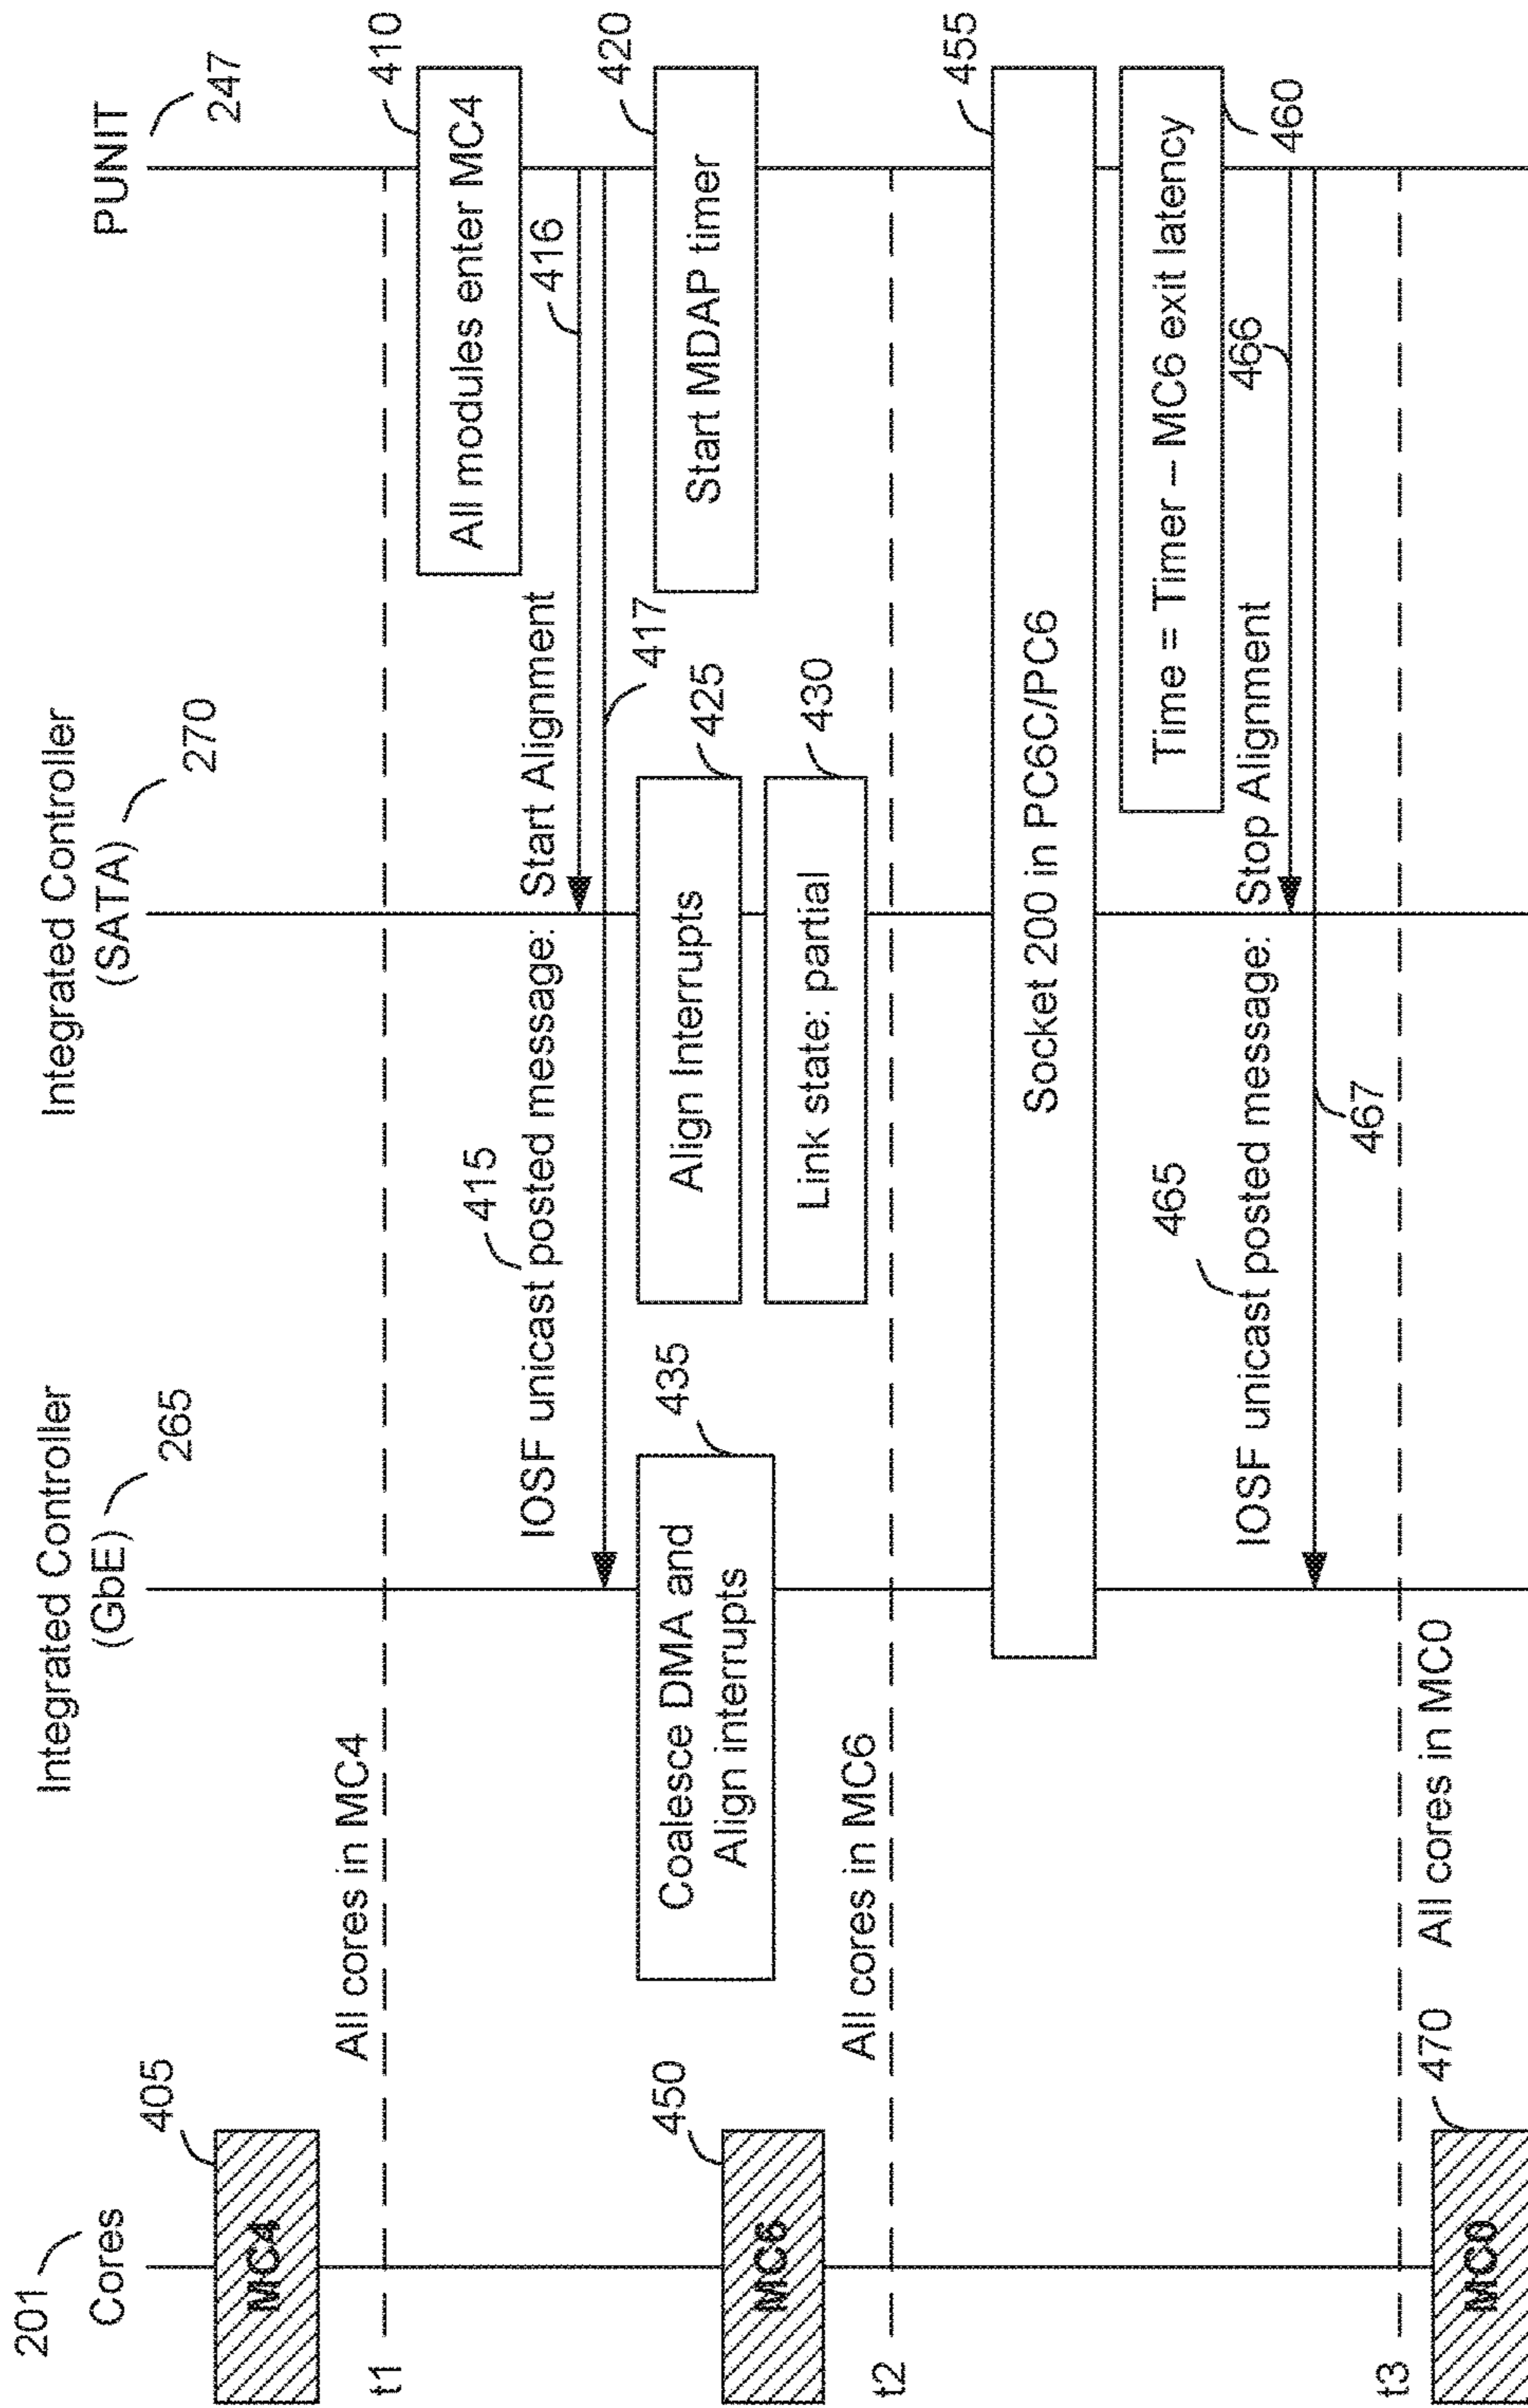 201
Cores
Integrated Controller
(GbE)
265
Integrated Controller
(SATA)
270
PUNIT
247
MC4
405
t1
All cores in MC4
All modules enter MC4
410
415
IOSF unicast posted message: Start Alignment
416
417
Start MDAP timer
420
Align Interrupts
425
Link state: partial
430
Coalesce DMA and
Align interrupts
435
MC6
450
t2
All cores in MC6
Socket 200 in PC6C/PC6
455
Time = Timer – MC6 exit latency
460
465
IOSF unicast posted message: Stop Alignment
466
467
t3
All cores in MC0
MC0
470